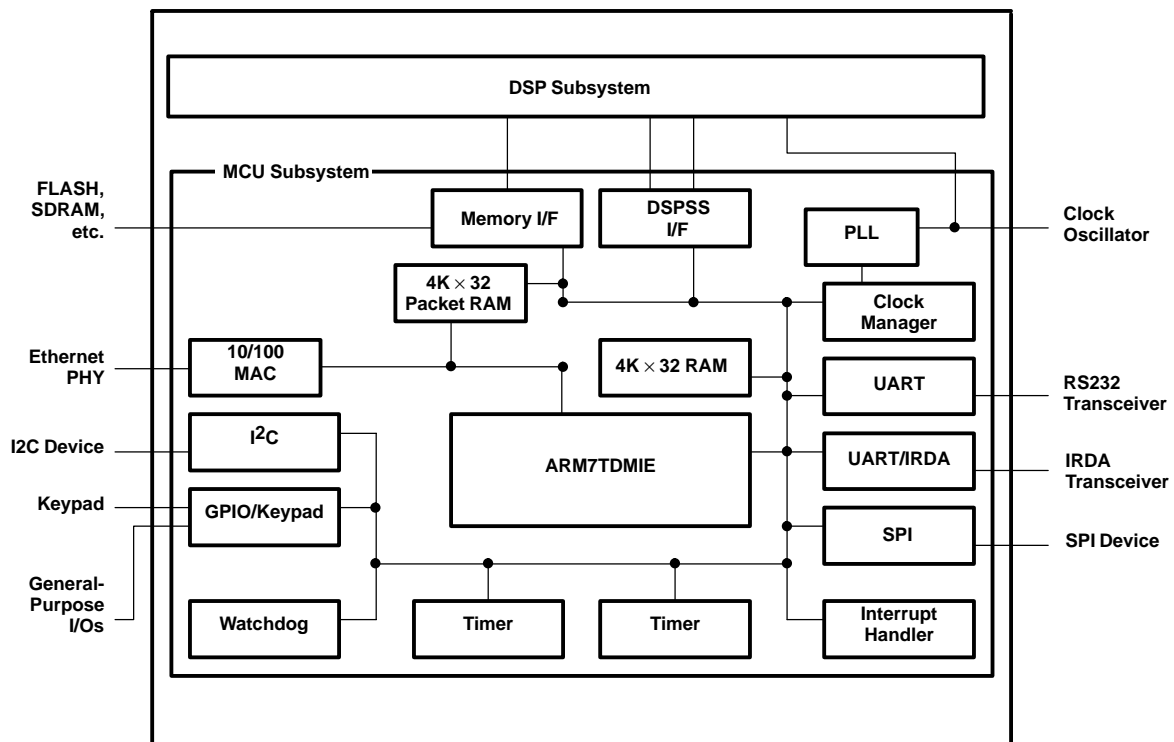 DSP Subsystem
MCU Subsystem
FLASH,
SDRAM,
etc.
Memory I/F
DSPSS
I/F
PLL
Clock
Oscillator
4K × 32
Packet RAM
Clock
Manager
Ethernet
PHY
10/100
MAC
4K × 32 RAM
UART
RS232
Transceiver
I2C Device
I²C
ARM7TDMIE
UART/IRDA
IRDA
Transceiver
Keypad
GPIO/Keypad
SPI
SPI Device
General-
Purpose
I/Os
Watchdog
Timer
Timer
Interrupt
Handler